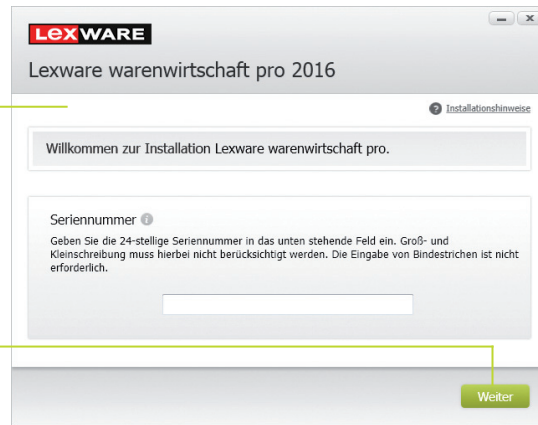 LEXWARE
Lexware warenwirtschaft pro 2016
? Installationshinweise
Willkommen zur Installation Lexware warenwirtschaft pro.
Seriennummer i
Geben Sie die 24-stellige Seriennummer in das unten stehende Feld ein. Groß- und
Kleinschreibung muss hierbei nicht berücksichtigt werden. Die Eingabe von Bindestrichen ist nicht
erforderlich.
Weiter